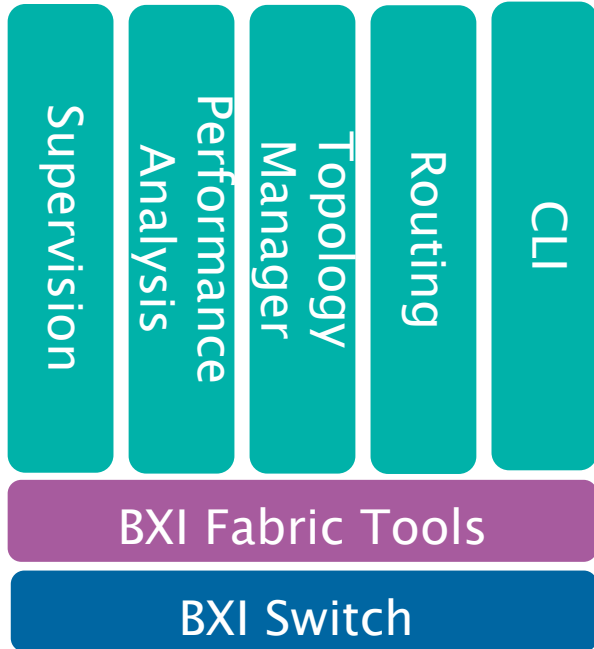 Supervision
Performance
Analysis
Topology
Manager
Routing
CLI
BXI Fabric Tools
BXI Switch